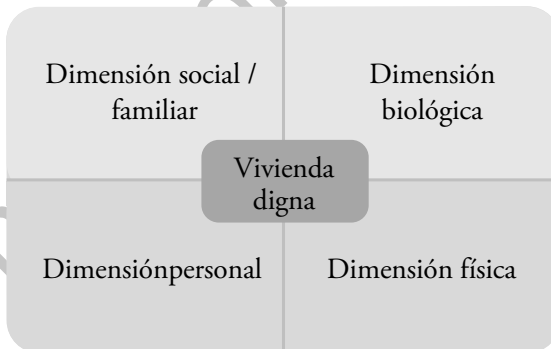 Dimensión social /
familiar
Dimensión
biológica
Vivienda
digna
Dimensiónpersonal
Dimensión física